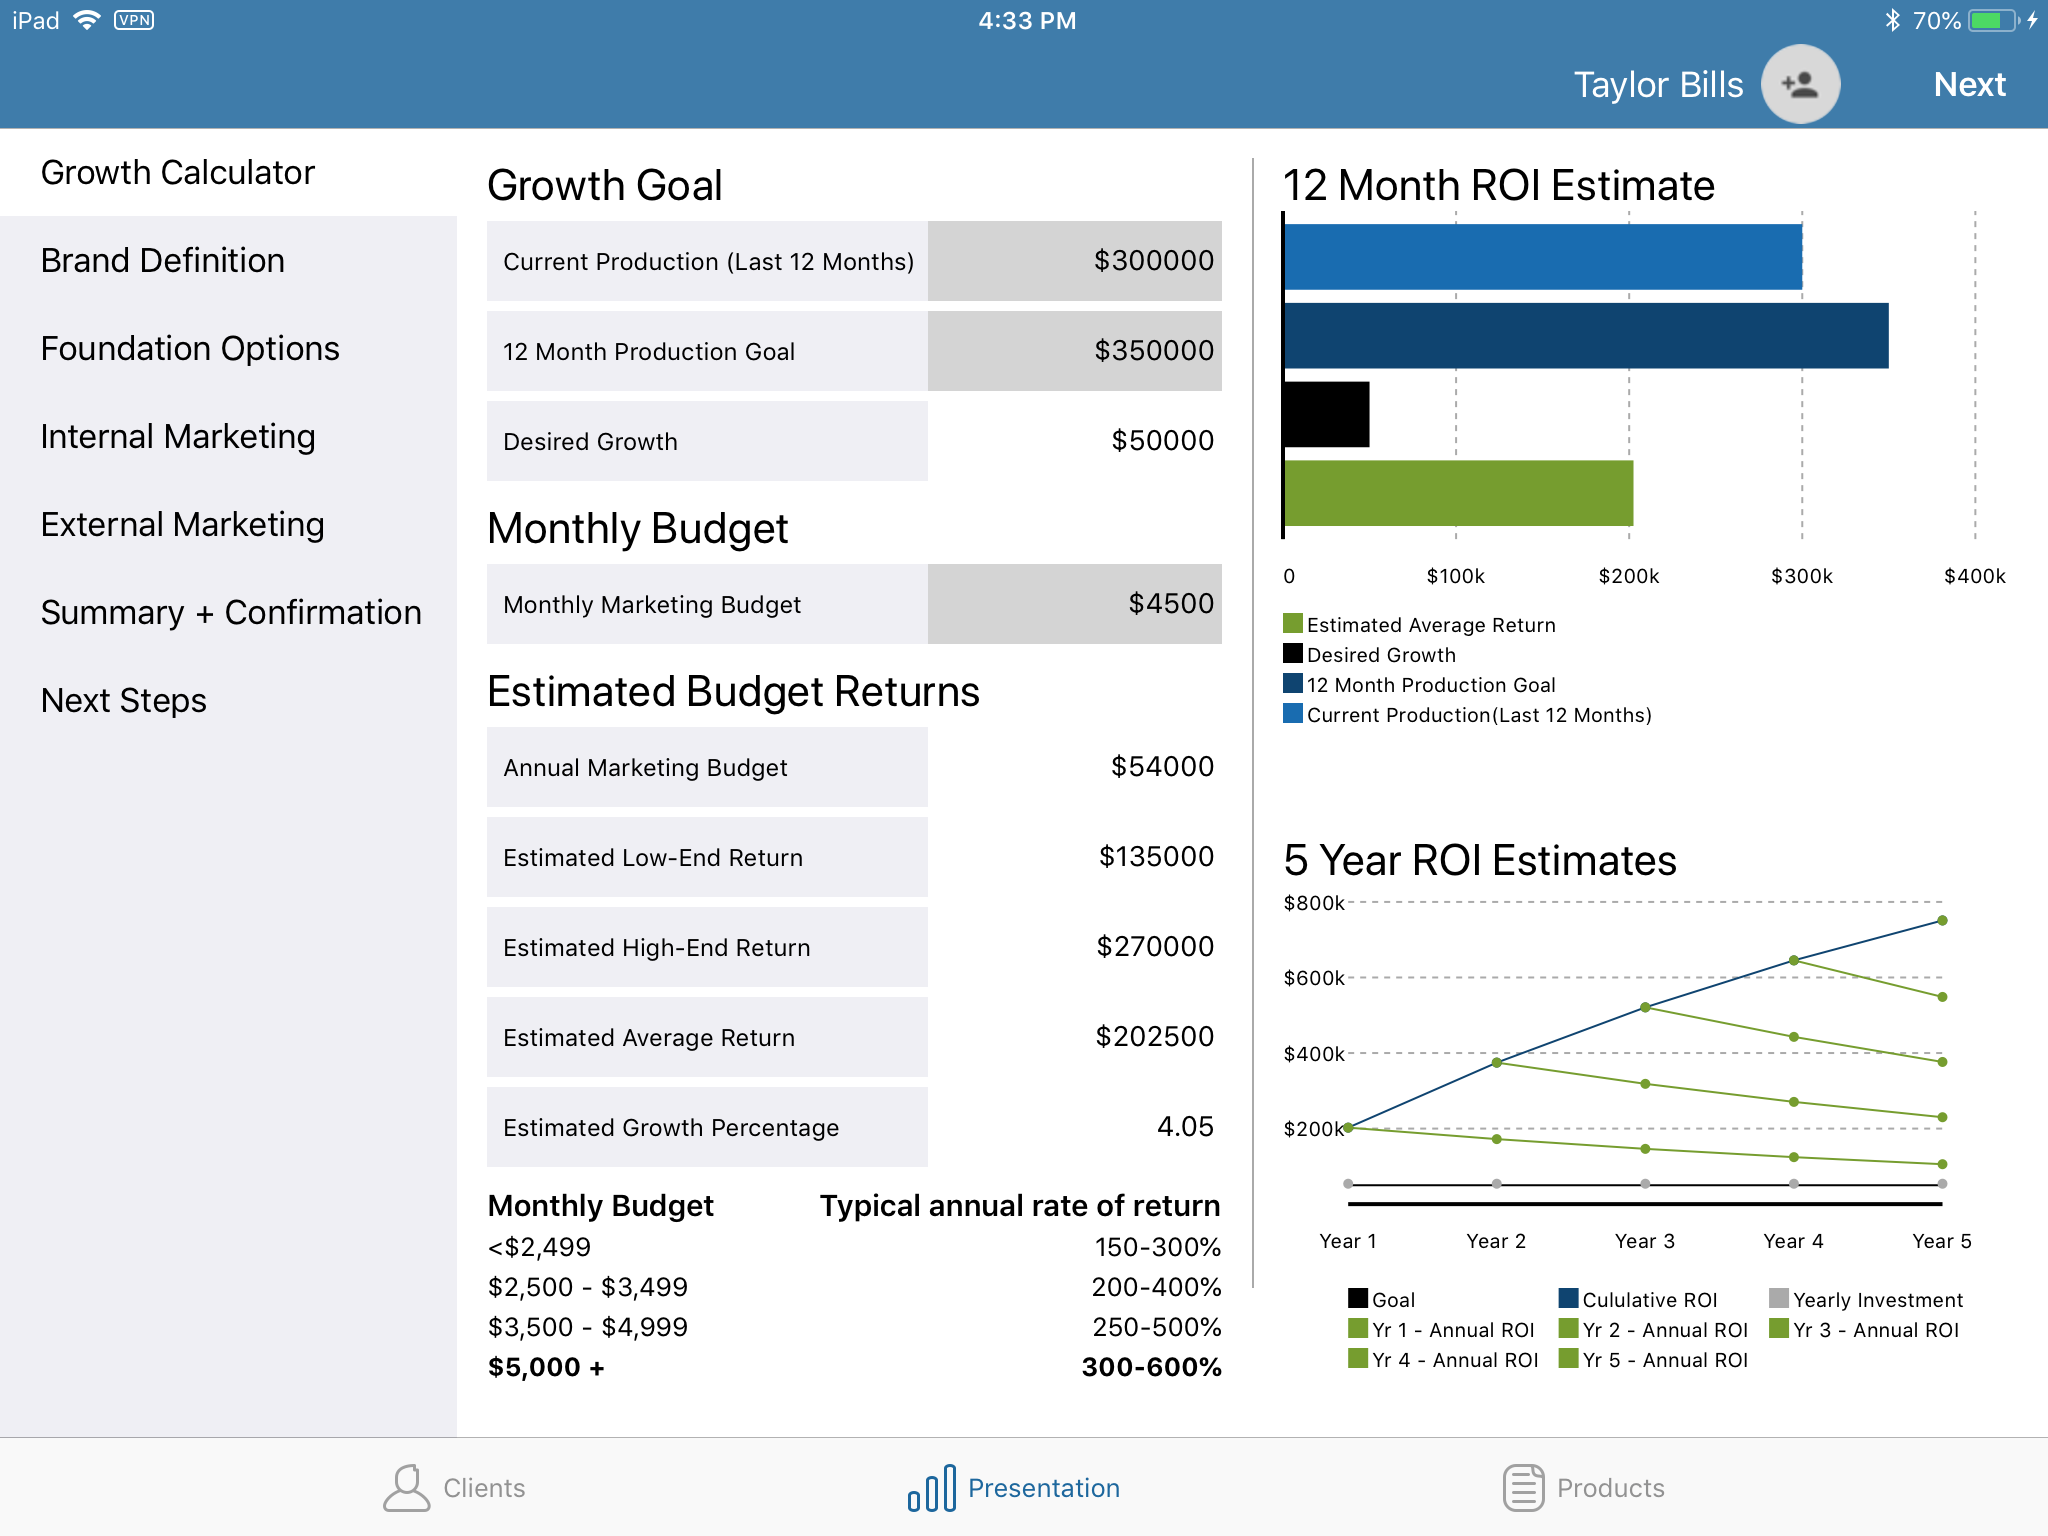 iPad VPN 4:33 PM 70%
Taylor Bills Next
Growth Calculator
Brand Definition
Foundation Options
Internal Marketing
External Marketing
Summary + Confirmation
Next Steps
Growth Goal
Current Production (Last 12 Months) $300000
12 Month Production Goal $350000
Desired Growth $50000
Monthly Budget
Monthly Marketing Budget $4500
Estimated Budget Returns
Annual Marketing Budget $54000
Estimated Low-End Return $135000
Estimated High-End Return $270000
Estimated Average Return $202500
Estimated Growth Percentage 4.05
Monthly Budget Typical annual rate of return
<$2,499 150-300%
$2,500 - $3,499 200-400%
$3,500 - $4,999 250-500%
$5,000 + 300-600%
12 Month ROI Estimate
0 $100k $200k $300k $400k
Estimated Average Return
Desired Growth
12 Month Production Goal
Current Production(Last 12 Months)
5 Year ROI Estimates
$800k
$600k
$400k
$200k
Year 1 Year 2 Year 3 Year 4 Year 5
Goal Cululative ROI Yearly Investment
Yr 1 - Annual ROI Yr 2 - Annual ROI Yr 3 - Annual ROI
Yr 4 - Annual ROI Yr 5 - Annual ROI
Clients Presentation Products